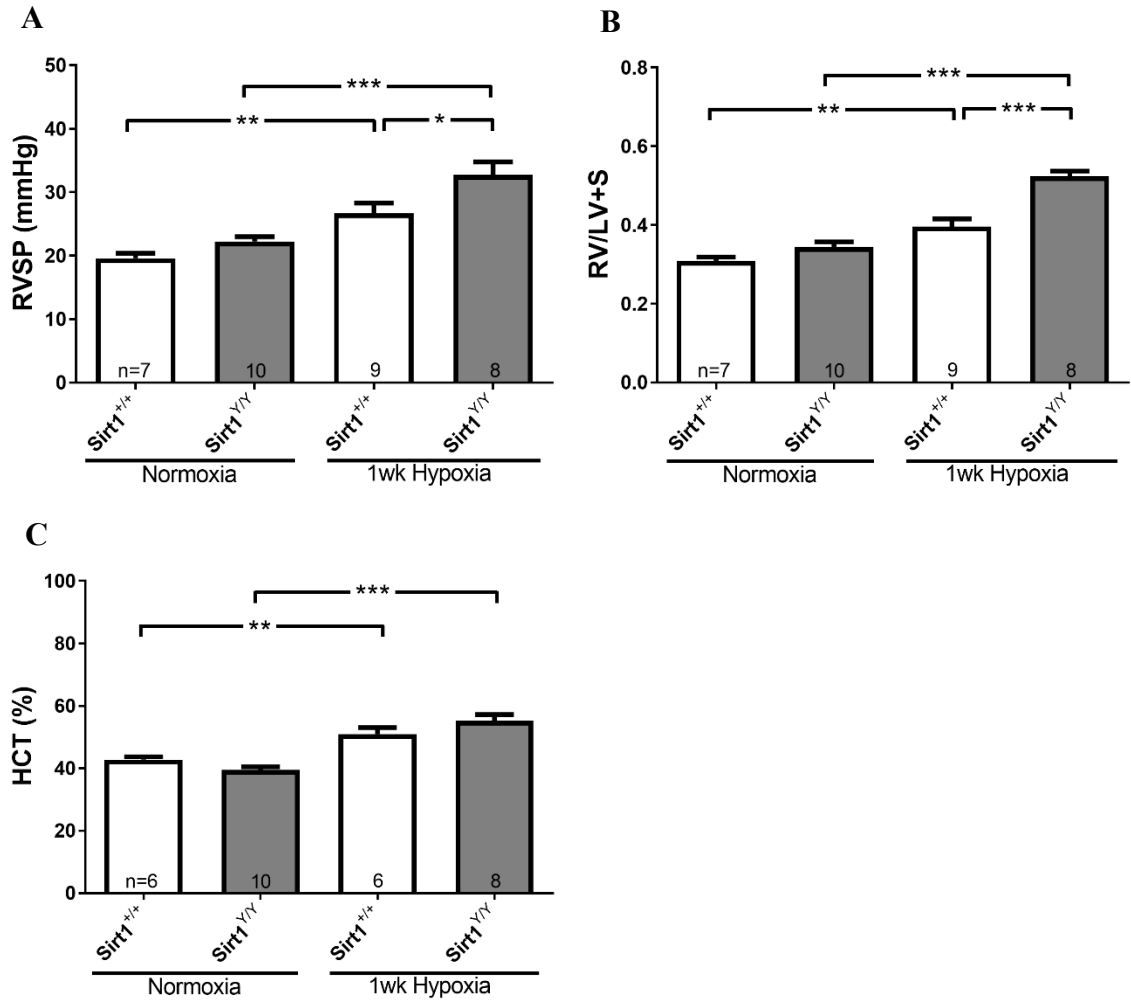 A
RVSP (mmHg)
50
40
30
20
10
0
***
**
*
n=7 10 9 8
Sirt1+/+ Sirt1Y/Y Sirt1+/+ Sirt1Y/Y
Normoxia 1wk Hypoxia
B
RV/LV+S
0.8
0.6
0.4
0.2
0.0
***
** ***
n=7 10 9 8
Sirt1+/+ Sirt1Y/Y Sirt1+/+ Sirt1Y/Y
Normoxia 1wk Hypoxia
C
HCT (%)
100
80
60
40
20
0
***
**
n=6 10 6 8
Sirt1+/+ Sirt1Y/Y Sirt1+/+ Sirt1Y/Y
Normoxia 1wk Hypoxia